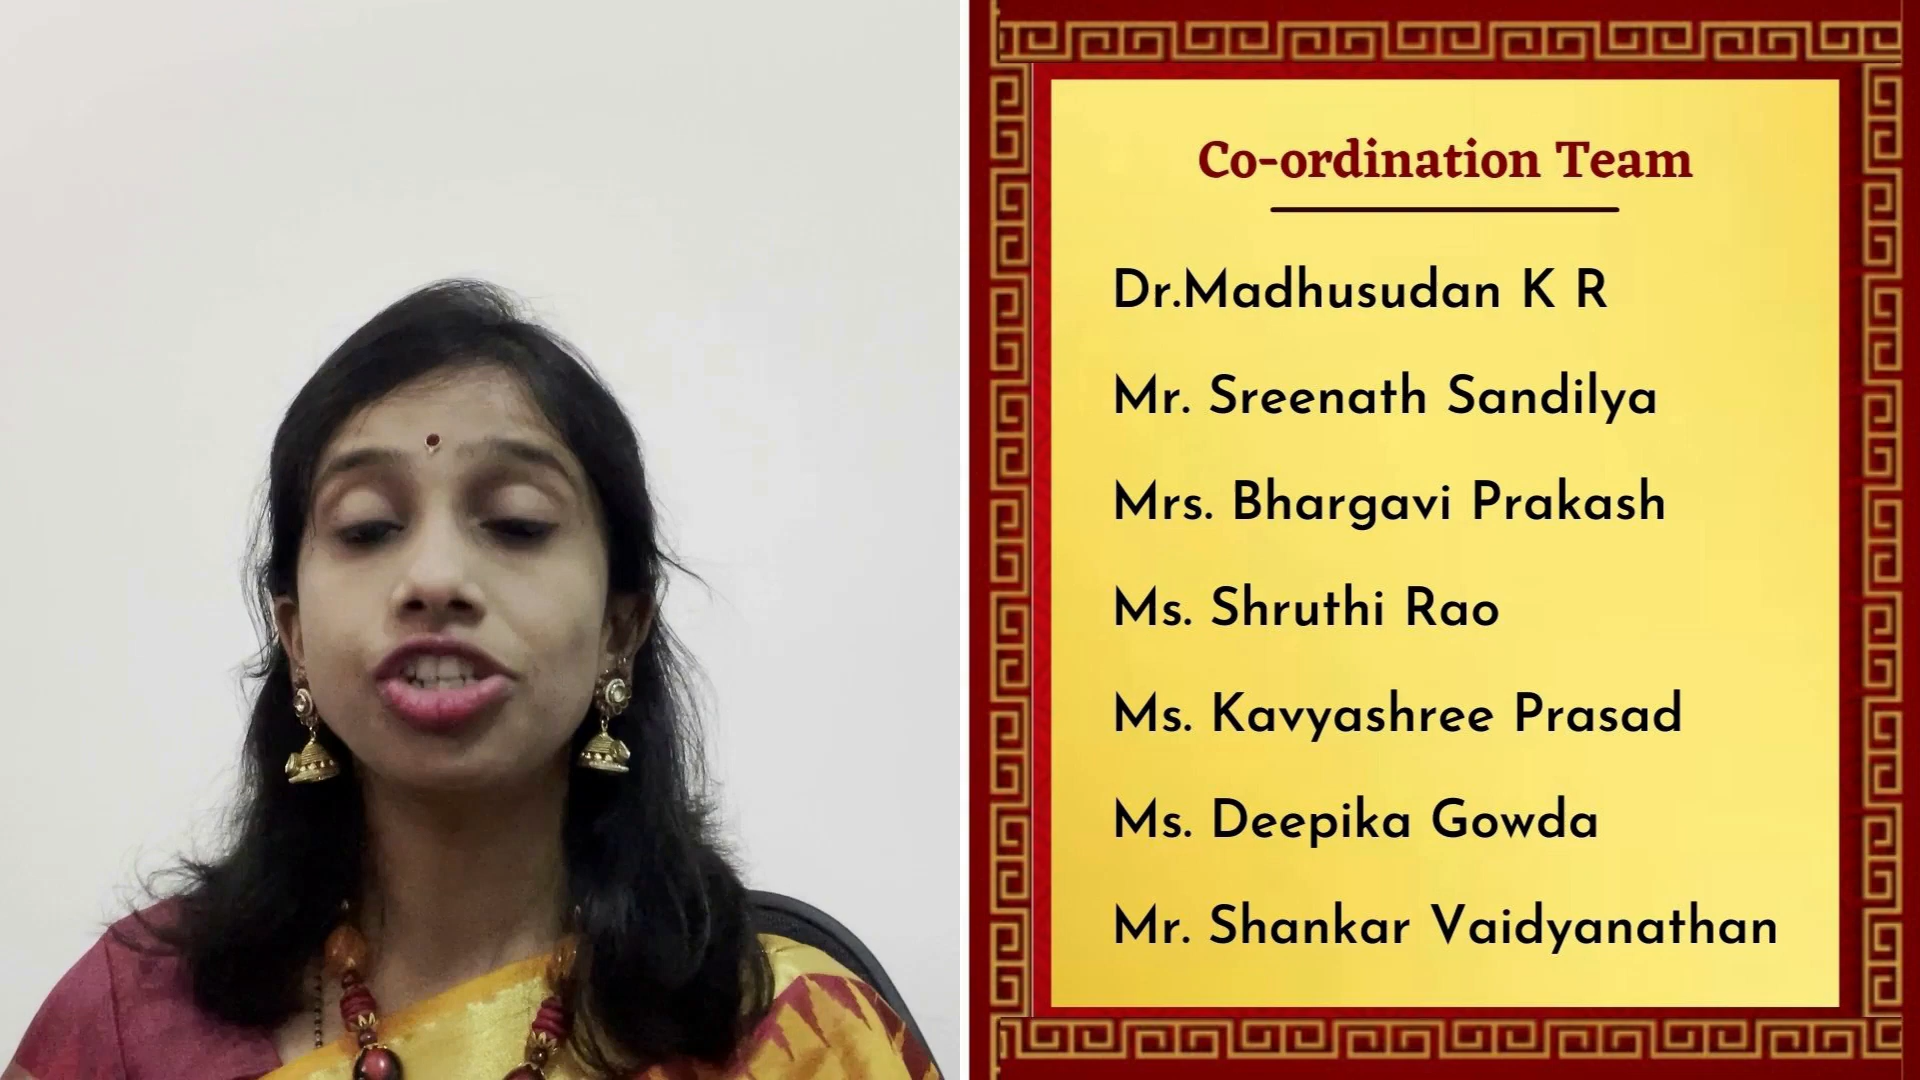 Co-ordination Team
Dr.Madhusudan K R
Mr. Sreenath Sandilya
Mrs. Bhargavi Prakash
Ms. Shruthi Rao
Ms. Kavyashree Prasad
Ms. Deepika Gowda
Mr. Shankar Vaidyanathan